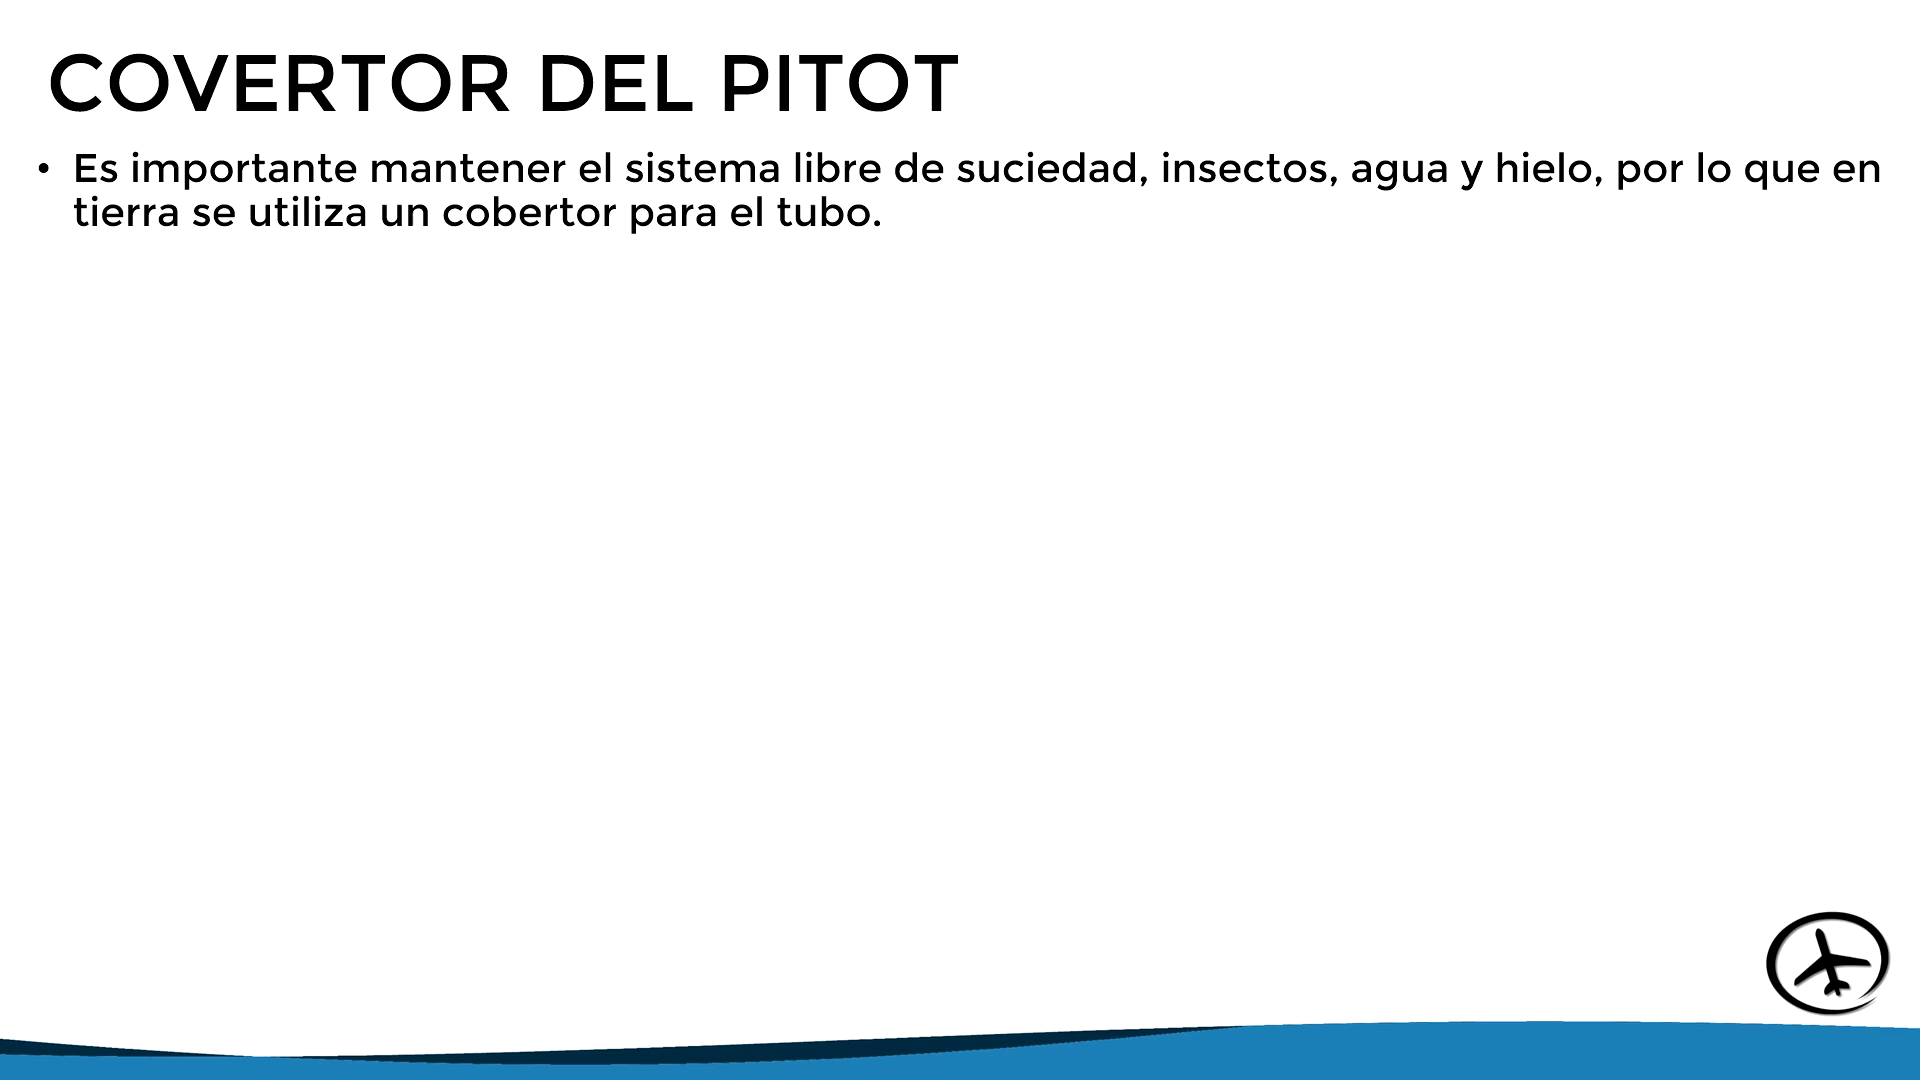 COVERTOR DEL PITOT
• Es importante mantener el sistema libre de suciedad, insectos, agua y hielo, por lo que en
tierra se utiliza un cobertor para el tubo.